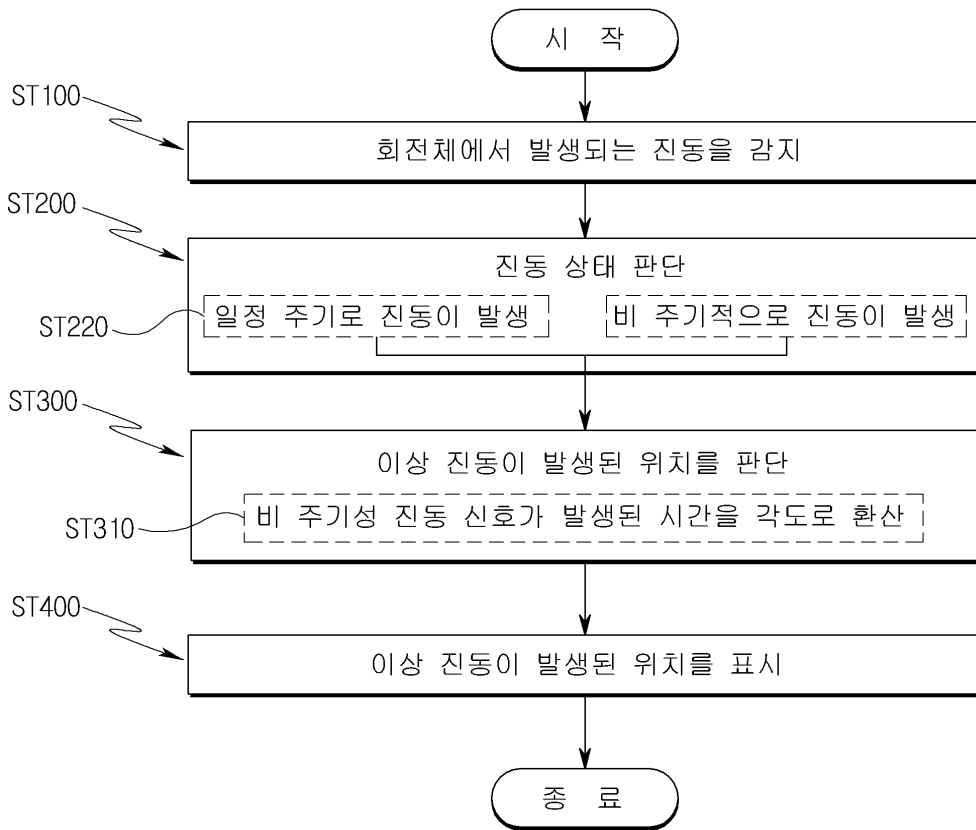 시 작
ST100
회전체에서 발생되는 진동을 감지
ST200
진동 상태 판단
ST220
일정 주기로 진동이 발생
비 주기적으로 진동이 발생
ST300
이상 진동이 발생된 위치를 판단
ST310
비 주기성 진동 신호가 발생된 시간을 각도로 환산
ST400
이상 진동이 발생된 위치를 표시
종 료